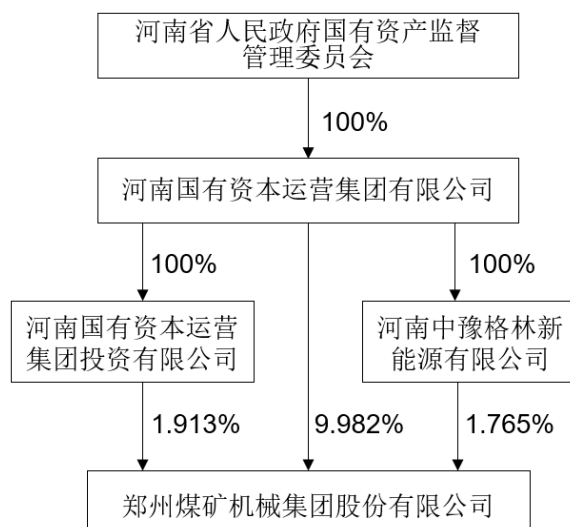 河南省人民政府国有资产监督
管理委员会
100%
河南国有资本运营集团有限公司
100%
100%
河南国有资本运营
集团投资有限公司
河南中豫格林新
能源有限公司
1.913%
9.982%
1.765%
郑州煤矿机械集团股份有限公司